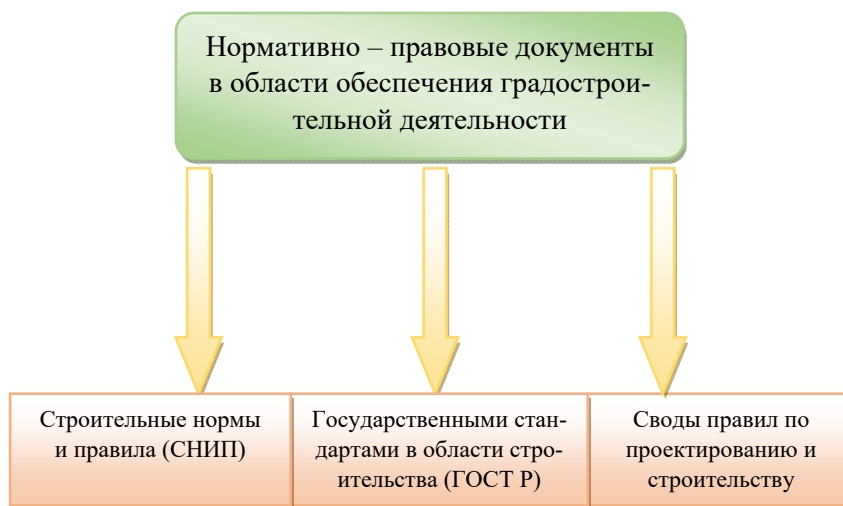 Нормативно – правовые документы
в области обеспечения градострои-
тельной деятельности
Строительные нормы
и правила (СНИП)
Государственными стан-
дартами в области стро-
ительства (ГОСТ Р)
Своды правил по
проектированию и
строительству